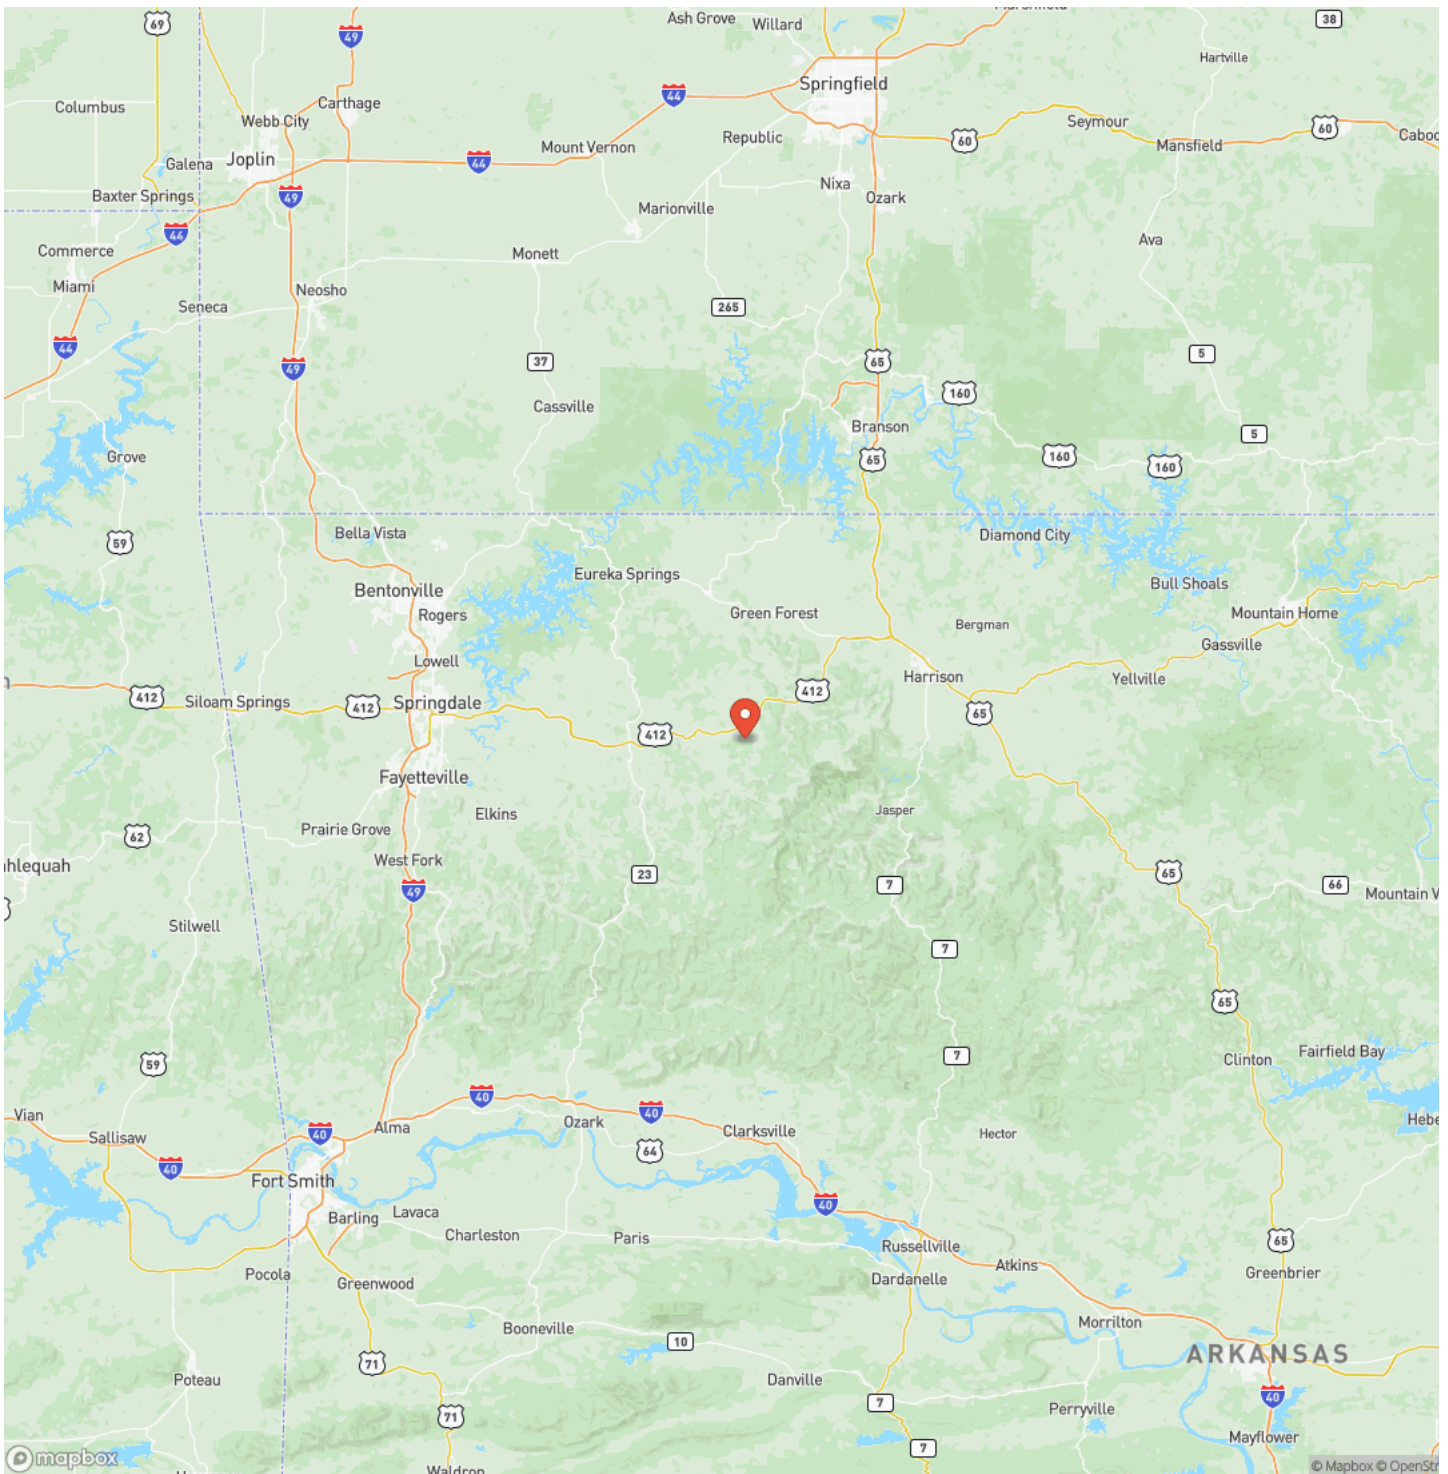 69
49
Ash Grove
Willard
38
Hartville
Springfield
Columbus
Carthage
44
Webb City
Republic
60
Seymour
60
Mansfield
Mount Vernon
Joplin
Galena
44
Baxter Springs
49
Nixa
Ozark
Marionville
44
Commerce
Monett
Ava
Miami
Neosho
Seneca
265
44
49
37
65
5
160
Cassville
Branson
5
Grove
65
160
160
59
Bella Vista
Diamond City
Eureka Springs
Bull Shoals
Bentonville
Rogers
Green Forest
Bergman
Mountain Home
Gassville
Lowell
Harrison
Yellville
412
Siloam Springs
412
Springdale
412
412
65
Fayetteville
Elkins
Jasper
Prairie Grove
62
West Fork
23
49
7
65
66
Stilwell
7
65
59
7
Clinton
Fairfield Bay
40
Vian
Sallisaw
40
Alma
Ozark
40
Clarksville
Hector
64
40
Fort Smith
Barling
Lavaca
Charleston
Paris
40
Russellville
65
Pocola
Greenwood
Dardanelle
Atkins
Greenbrier
Booneville
10
Morrilton
ARKANSAS
71
Poteau
Danville
7
40
71
Perryville
7
Mayflower
mapbox
Waldron
© Mapbox © OpenStr